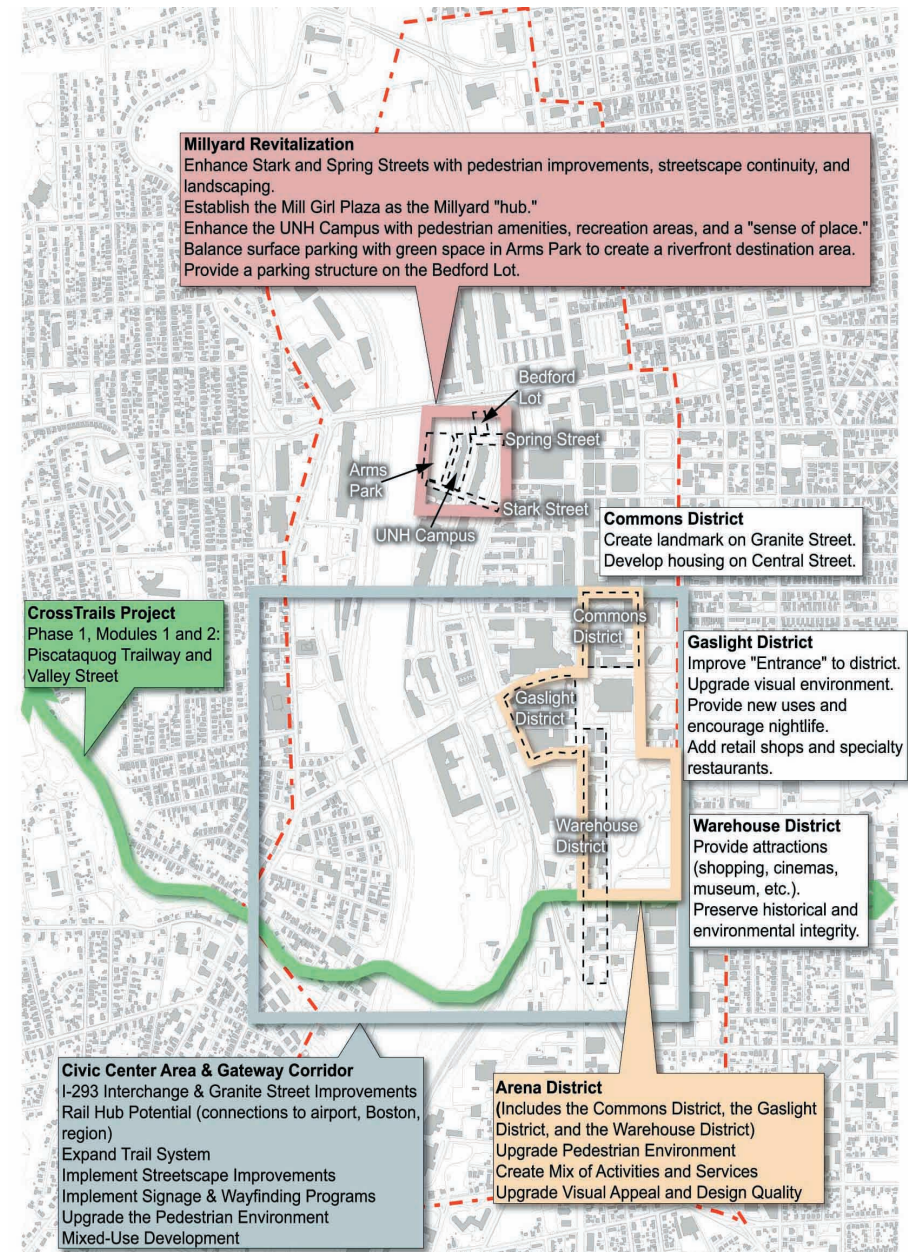 Millyard Revitalization
Enhance Stark and Spring Streets with pedestrian improvements, streetscape continuity, and
landscaping.
Establish the Mill Girl Plaza as the Millyard "hub."
Enhance the UNH Campus with pedestrian amenities, recreation areas, and a "sense of place."
Balance surface parking with green space in Arms Park to create a riverfront destination area.
Provide a parking structure on the Bedford Lot.
Bedford
Lot
Spring Street
Arms
Park
Stark Street
UNH Campus
Commons District
Create landmark on Granite Street.
Develop housing on Central Street.
CrossTrails Project
Phase 1, Modules 1 and 2:
Piscataquog Trailway and
Valley Street
Commons
District
Gaslight
District
Gaslight District
Improve "Entrance" to district.
Upgrade visual environment.
Provide new uses and
encourage nightlife.
Add retail shops and specialty
restaurants.
Warehouse
District
Warehouse District
Provide attractions
(shopping, cinemas,
museum, etc.).
Preserve historical and
environmental integrity.
Civic Center Area & Gateway Corridor
I-293 Interchange & Granite Street Improvements
Rail Hub Potential (connections to airport, Boston,
region)
Expand Trail System
Implement Streetscape Improvements
Implement Signage & Wayfinding Programs
Upgrade the Pedestrian Environment
Mixed-Use Development
Arena District
(Includes the Commons District, the Gaslight
District, and the Warehouse District)
Upgrade Pedestrian Environment
Create Mix of Activities and Services
Upgrade Visual Appeal and Design Quality